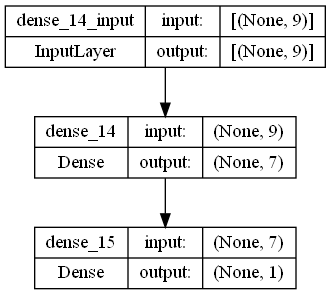 dense_14_input input: [(None, 9)]
InputLayer output: [(None, 9)]
dense_14 input: (None, 9)
Dense output: (None, 7)
dense_15 input: (None, 7)
Dense output: (None, 1)